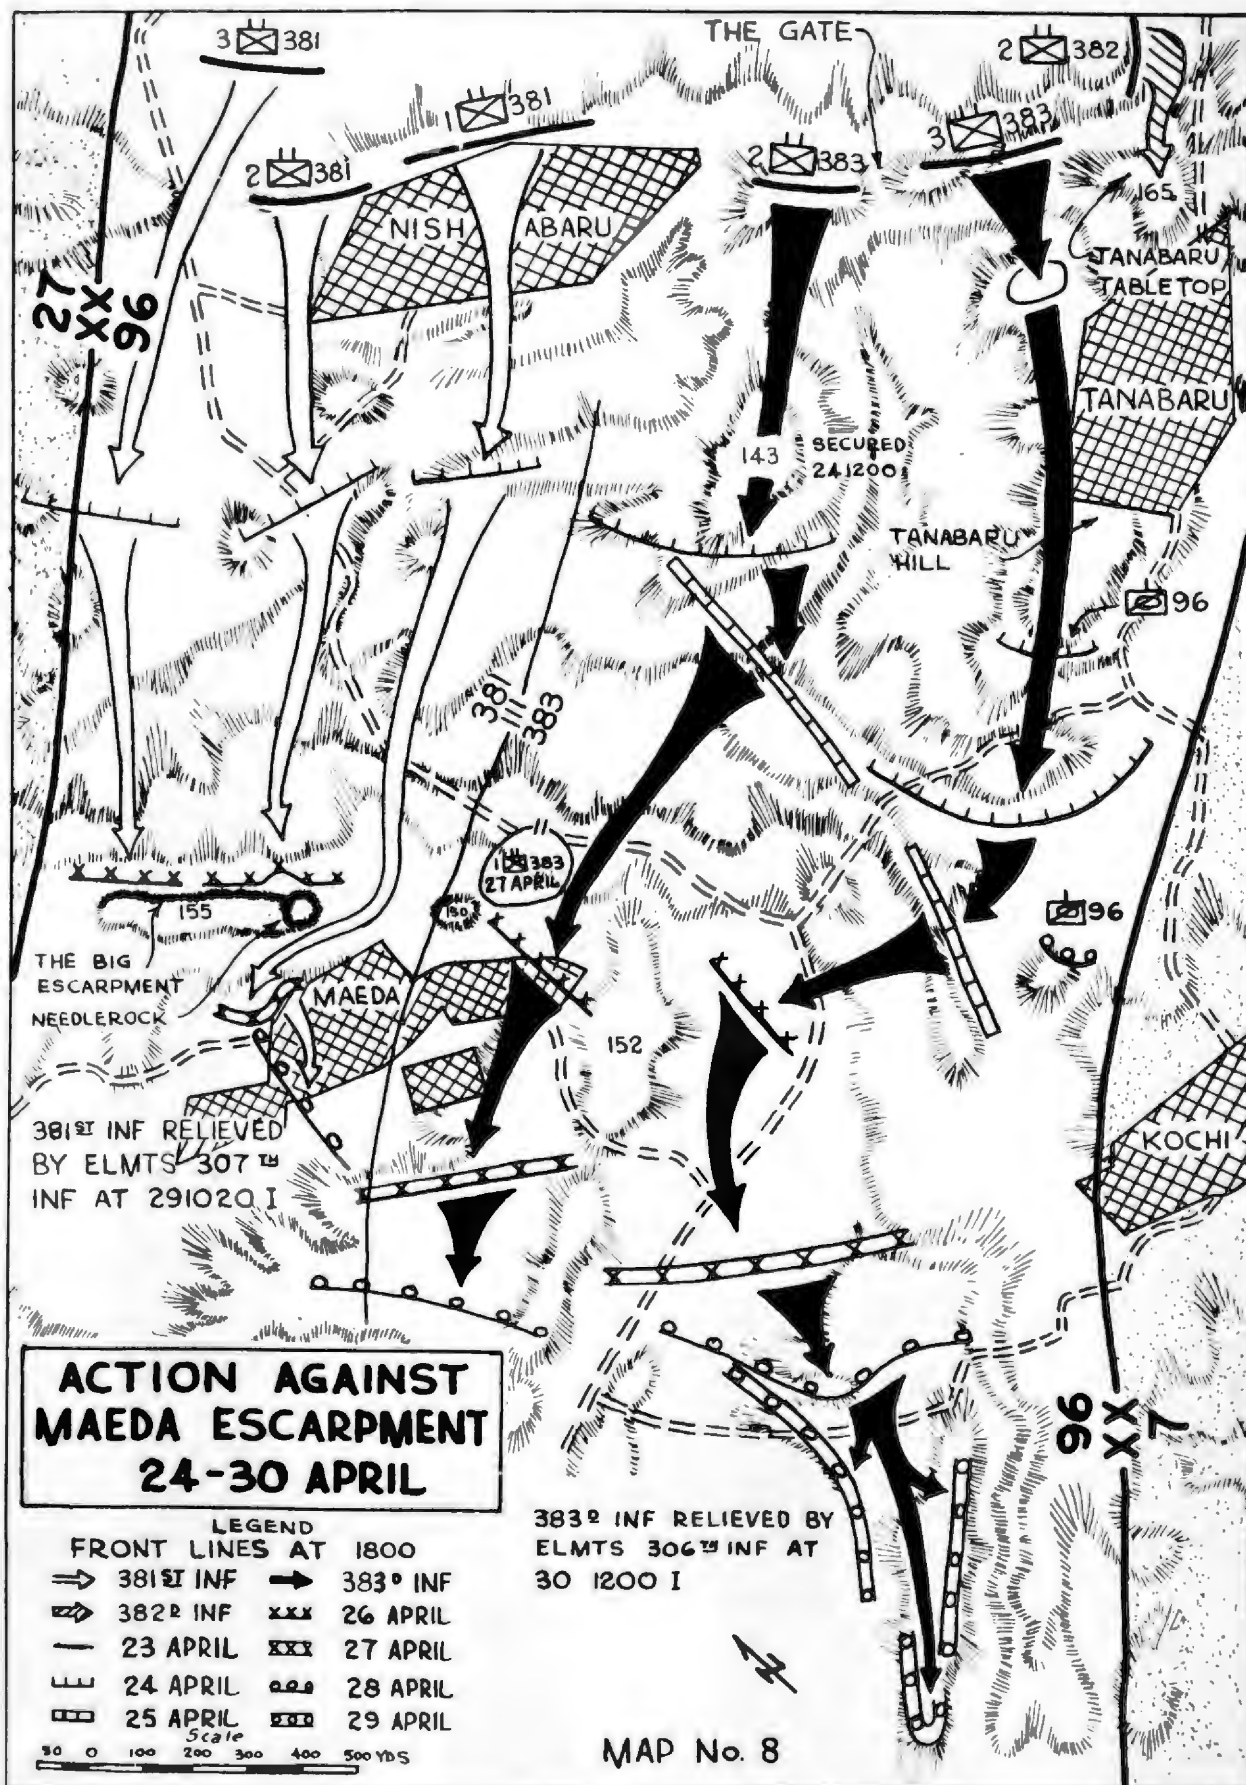 3 381
THE GATE
2 382
1 381
3 383
2 381
2 383
165
NISH ABARU
TANABARU
TABLETOP
27
XX
96
TANABARU
143
SECURED
241200
TANABARU
HILL
96
381
III
383
1 383
27 APRIL
150
155
96
THE BIG
ESCARPMENT
NEEDLEROCK
MAEDA
152
381ST INF RELIEVED
BY ELMTS 307TH
INF AT 291020 I
KOCHI
ACTION AGAINST
MAEDA ESCARPMENT
24-30 APRIL
96
XX
7
LEGEND
FRONT LINES AT 1800
381ST INF 383D INF
382D INF XXX 26 APRIL
23 APRIL XXX 27 APRIL
24 APRIL 28 APRIL
25 APRIL 29 APRIL
Scale
50 0 100 200 300 400 500 YDS
383D INF RELIEVED BY
ELMTS 306TH INF AT
30 1200 I
N
MAP No. 8